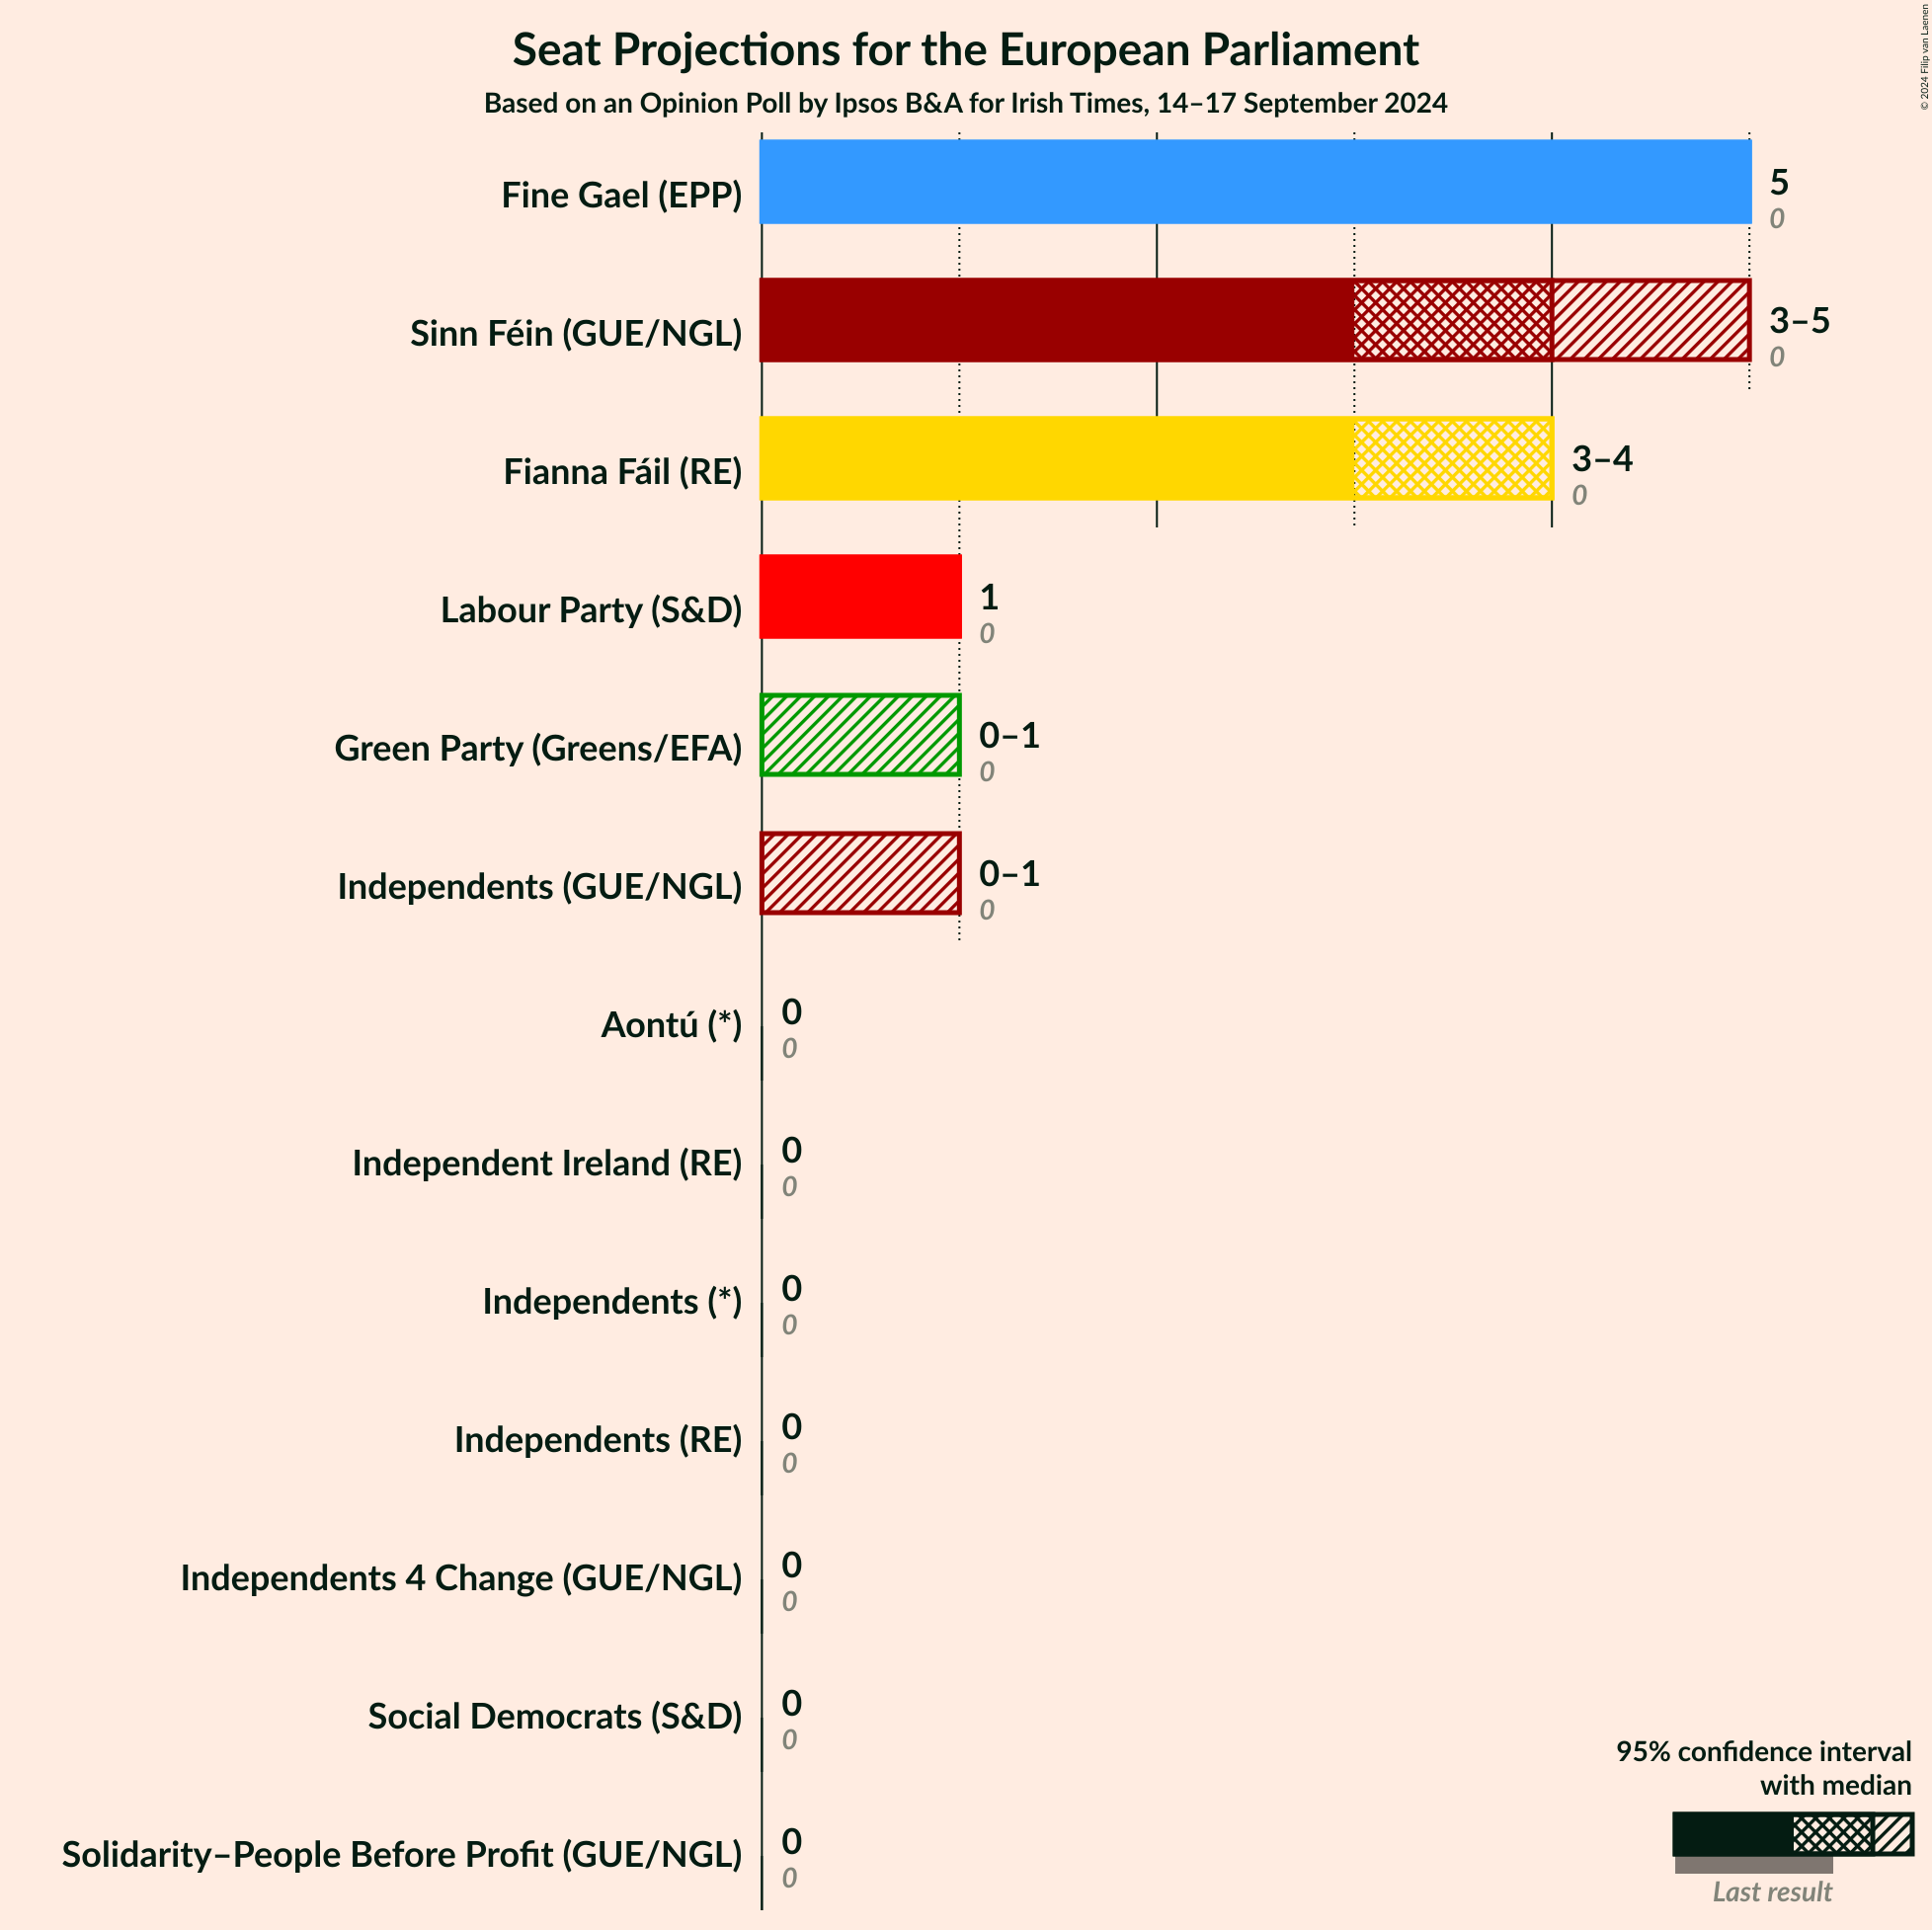 Seat Projections for the European Parliament
Based on an Opinion Poll by Ipsos B&A for Irish Times, 14–17 September 2024
© 2024 Filip van Laenen
Fine Gael (EPP)
5
0
Sinn Féin (GUE/NGL)
3–5
0
Fianna Fáil (RE)
3–4
0
Labour Party (S&D)
1
0
Green Party (Greens/EFA)
0–1
0
Independents (GUE/NGL)
0–1
0
Aontú (*)
0
0
Independent Ireland (RE)
0
0
Independents (*)
0
0
Independents (RE)
0
0
Independents 4 Change (GUE/NGL)
0
0
Social Democrats (S&D)
0
0
Solidarity–People Before Profit (GUE/NGL)
0
0
95% confidence interval
with median
Last result